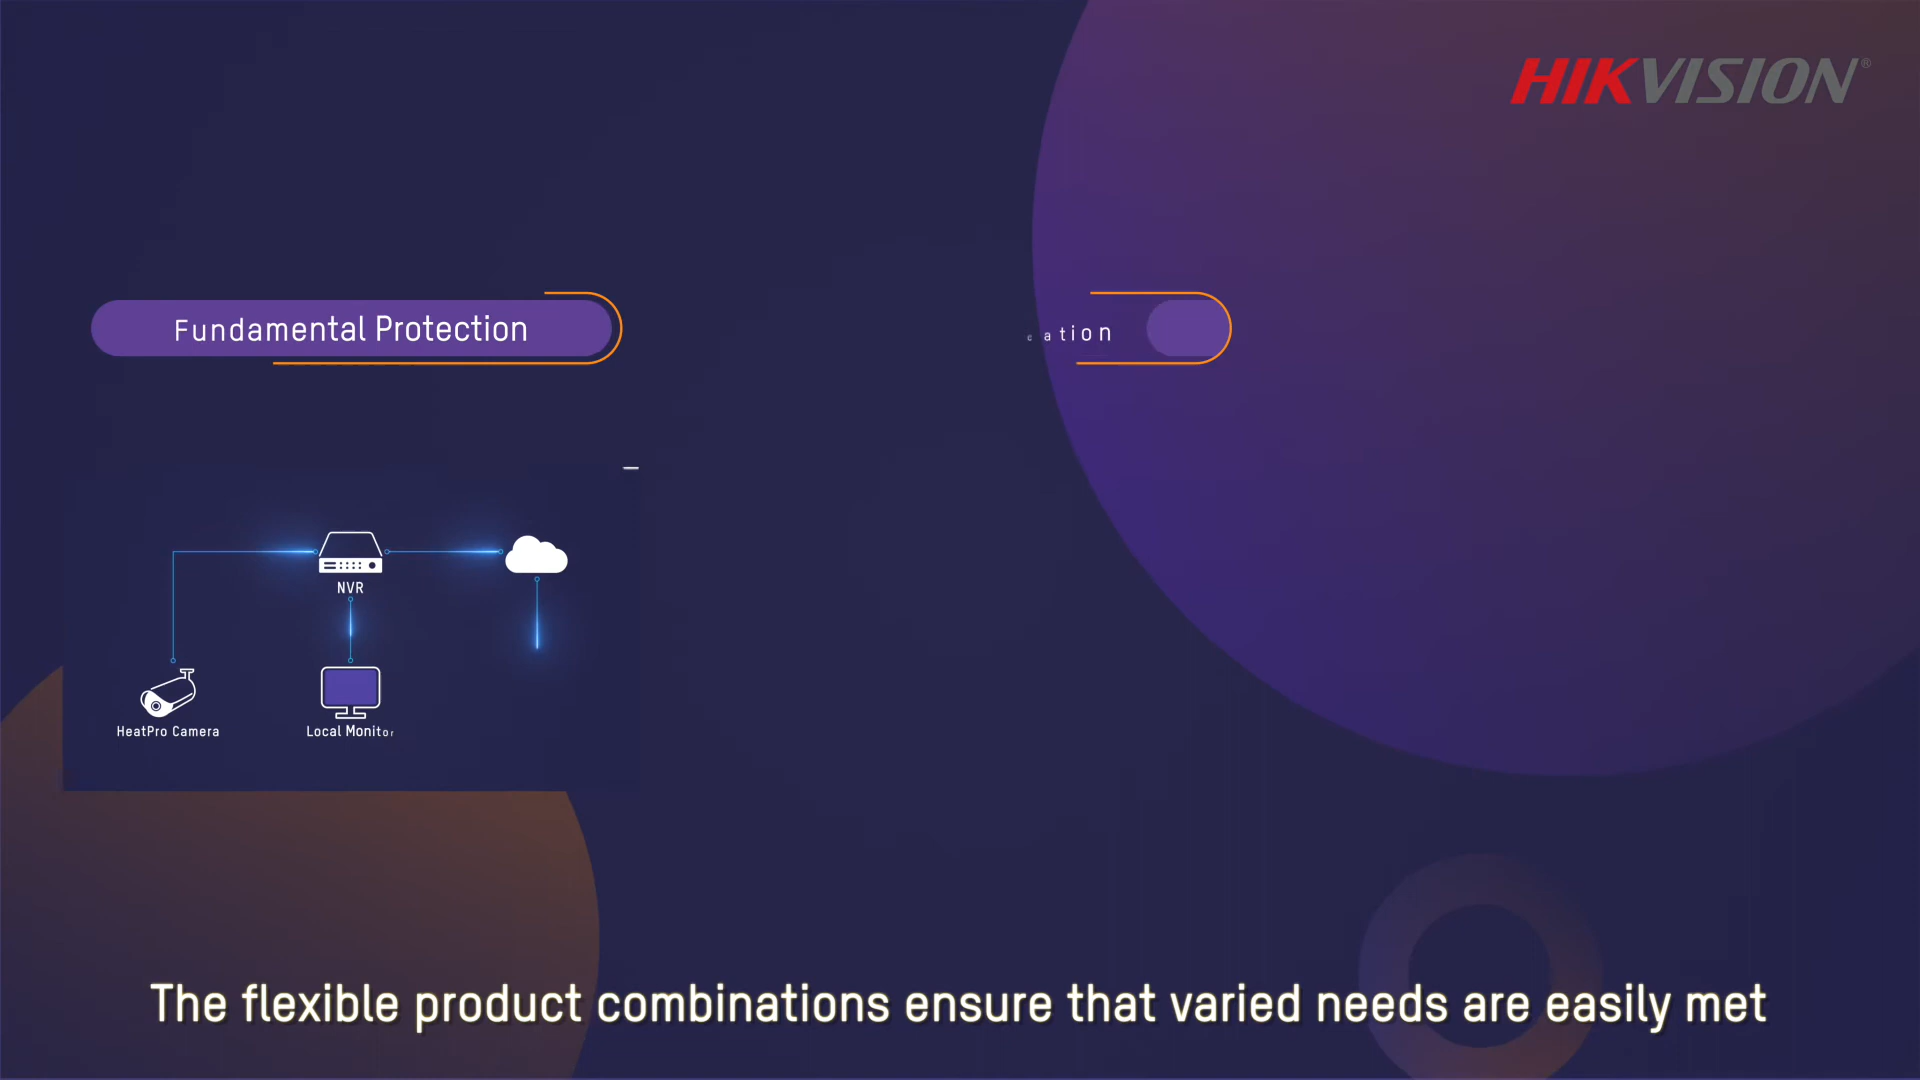 HIKVISION®
Fundamental Protection
cation
NVR
HeatPro Camera
Local Monitor
The flexible product combinations ensure that varied needs are easily met